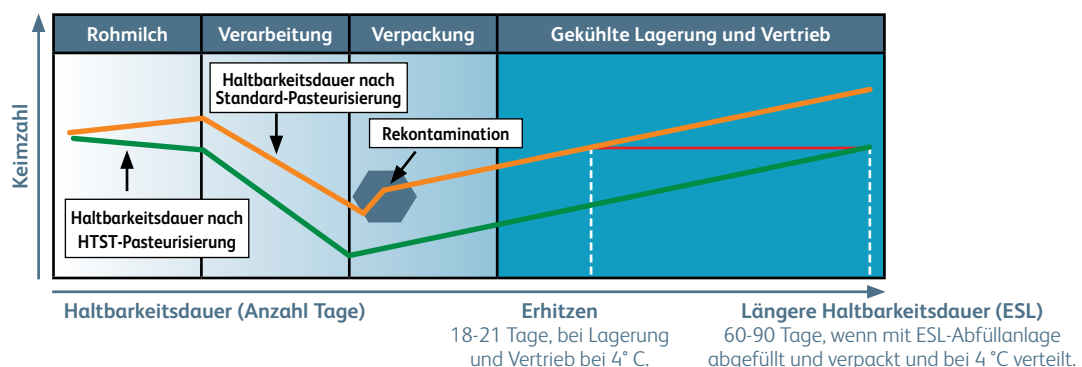 Rohmilch
Verarbeitung
Verpackung
Gekühlte Lagerung und Vertrieb
Keimzahl
Haltbarkeitsdauer nach
Standard-Pasteurisierung
Rekontamination
Haltbarkeitsdauer nach
HTST-Pasteurisierung
Haltbarkeitsdauer (Anzahl Tage)
Erhitzen
18-21 Tage, bei Lagerung
und Vertrieb bei 4° C.
Längere Haltbarkeitsdauer (ESL)
60-90 Tage, wenn mit ESL-Abfüllanlage
abgefüllt und verpackt und bei 4 °C verteilt.